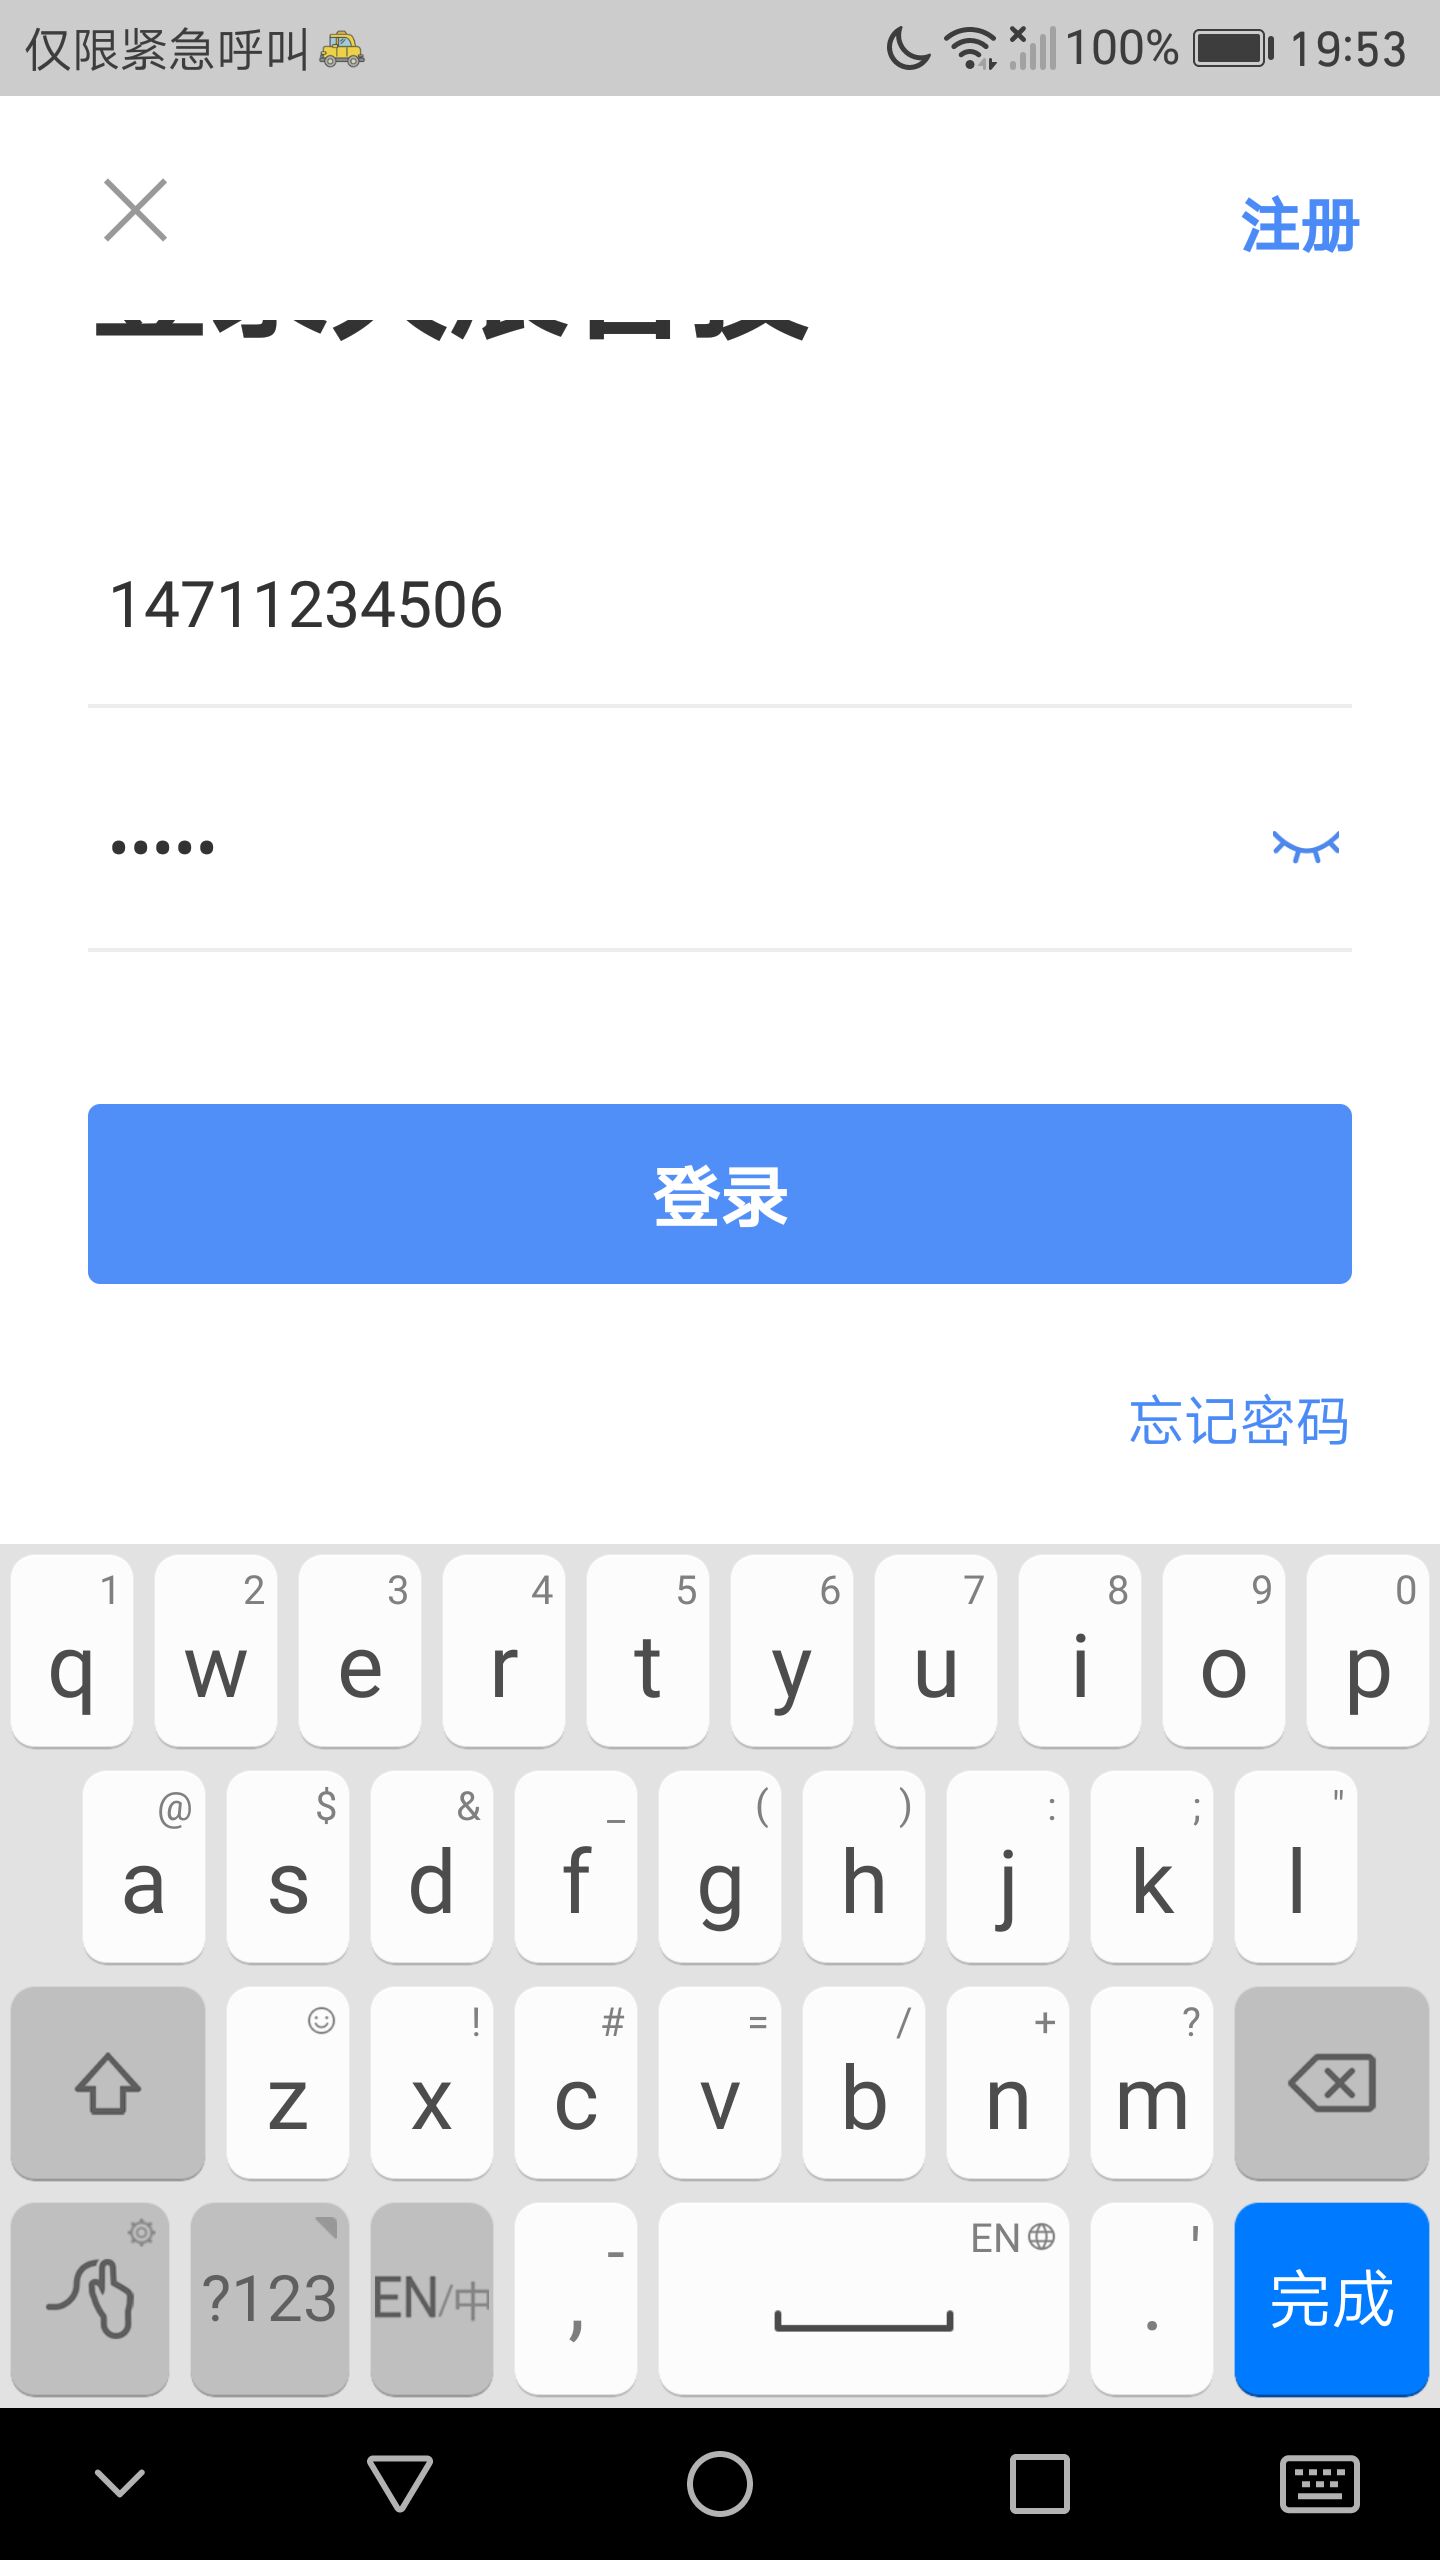 仅限紧急呼叫 100% 19:53
注册
14711234506
•••••
登录
忘记密码
1 2 3 4 5 6 7 8 9 0
q w e r t y u i o p
@ $ & _ ( ) : ; "
a s d f g h j k l
! # = / + ?
z x c v b n m
- EN '
?123 EN/中 , . 完成